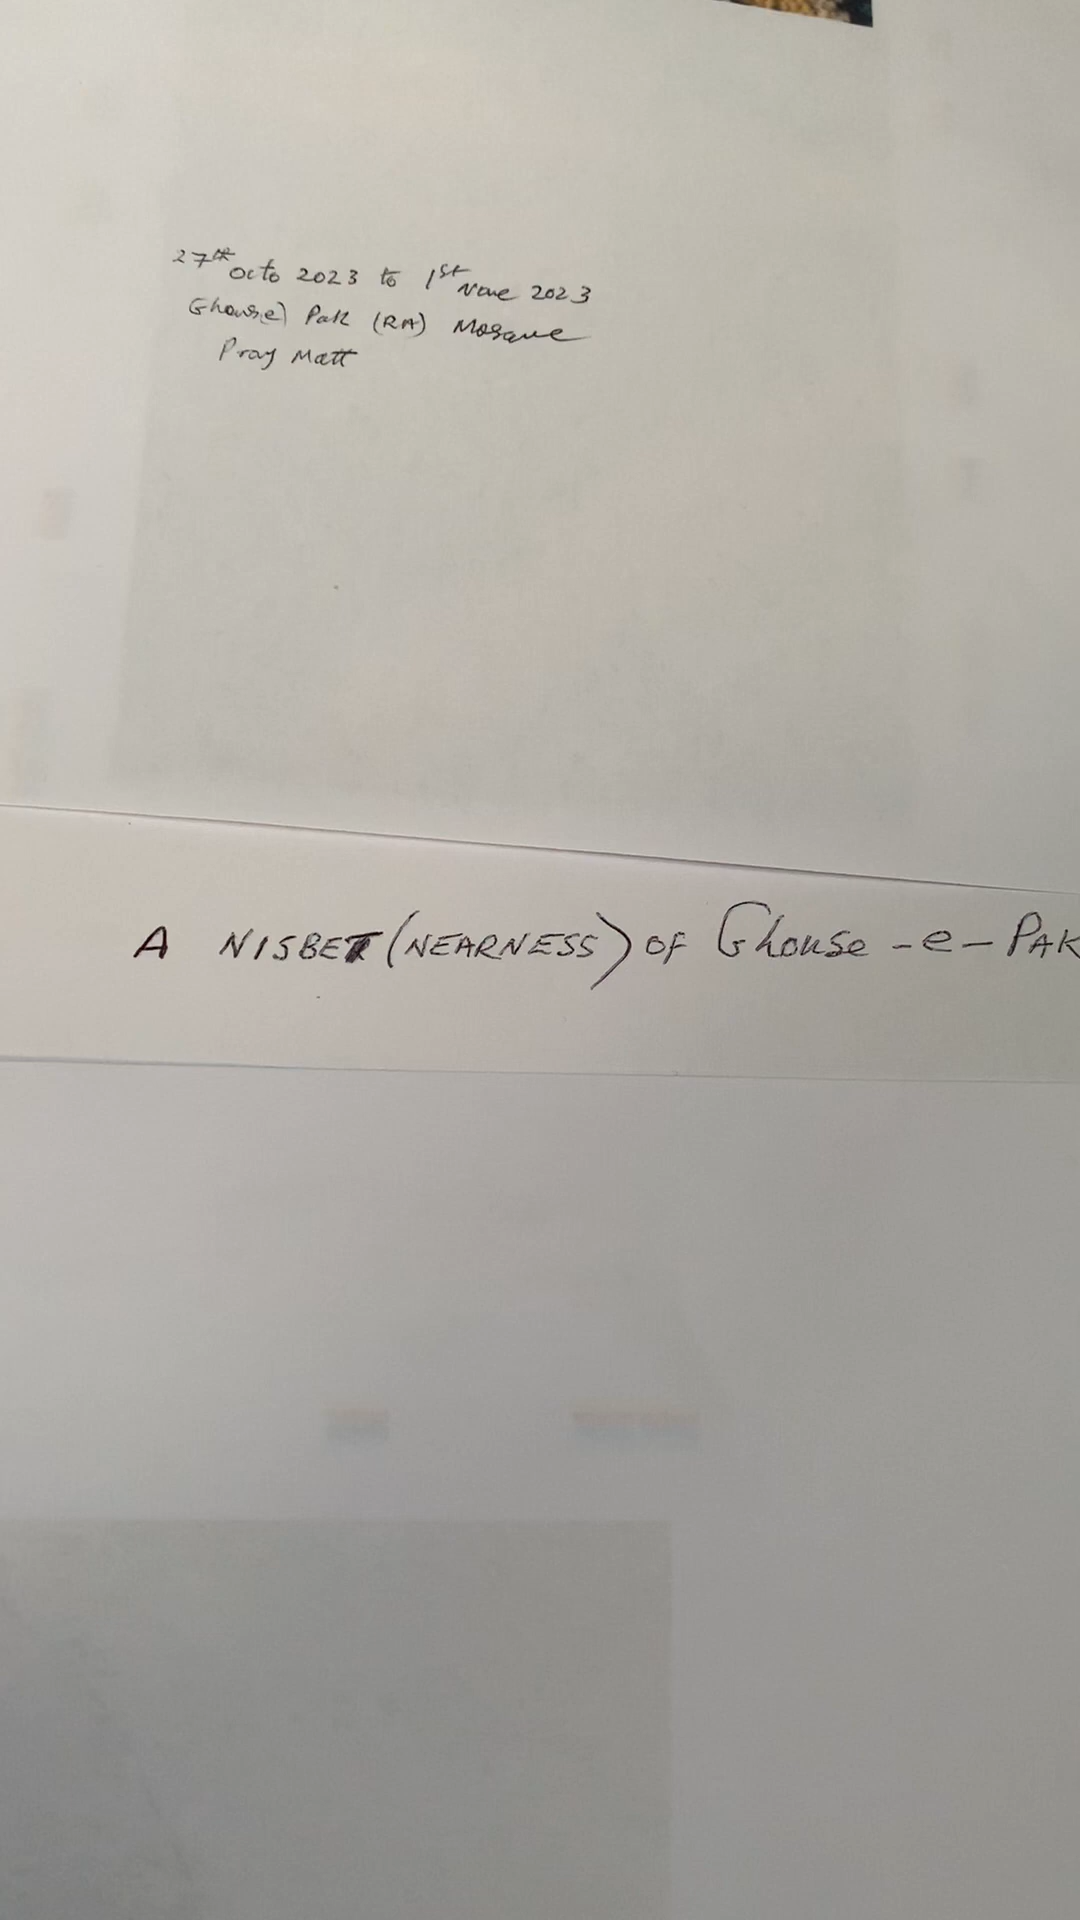 27th octo 2023 to 1st Nove 2023
Ghouse) Pak (RA) Mosque
Pray Matt
A NISBET (NEARNESS) OF Ghouse -e- PAK